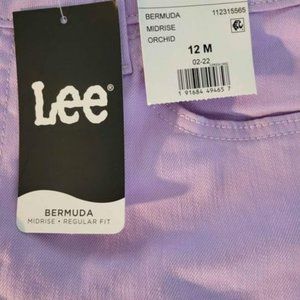 BERMUDA 112315565
MIDRISE
ORCHID
12 M
02-22
1 91684 49465 7
Lee®
BERMUDA
MIDRISE • REGULAR FIT